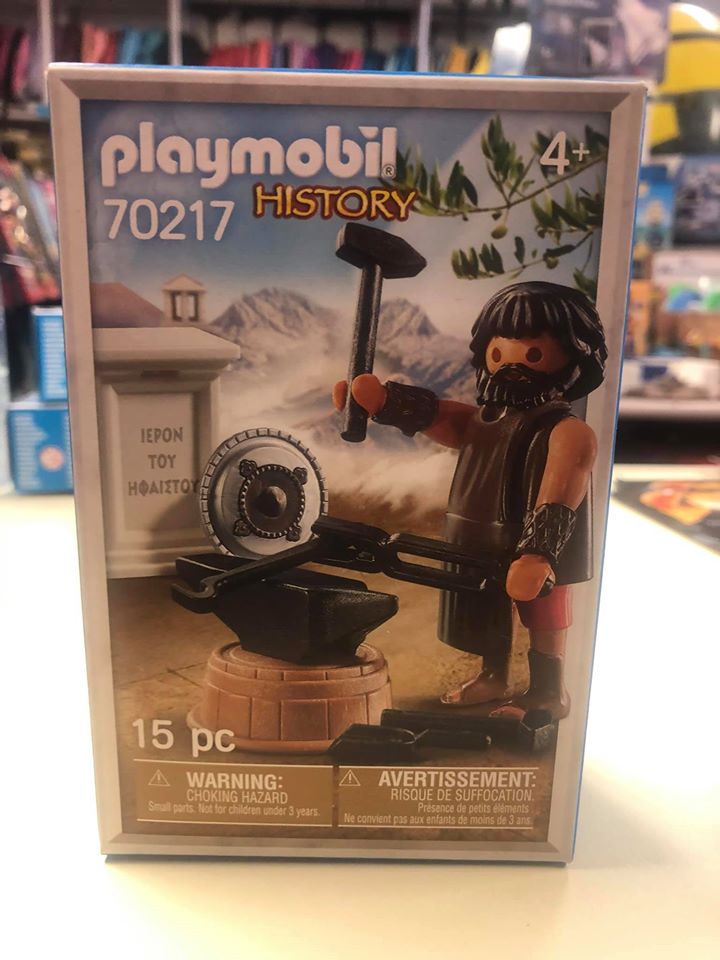 playmobil®
4+
70217 HISTORY
ΙΕΡΟΝ
ΤΟΥ
ΗΦΑΙΣΤΟΥ
15 pc
WARNING:
CHOKING HAZARD
Small parts. Not for children under 3 years.
AVERTISSEMENT:
RISQUE DE SUFFOCATION.
Présence de petits éléments.
Ne convient pas aux enfants de moins de 3 ans.